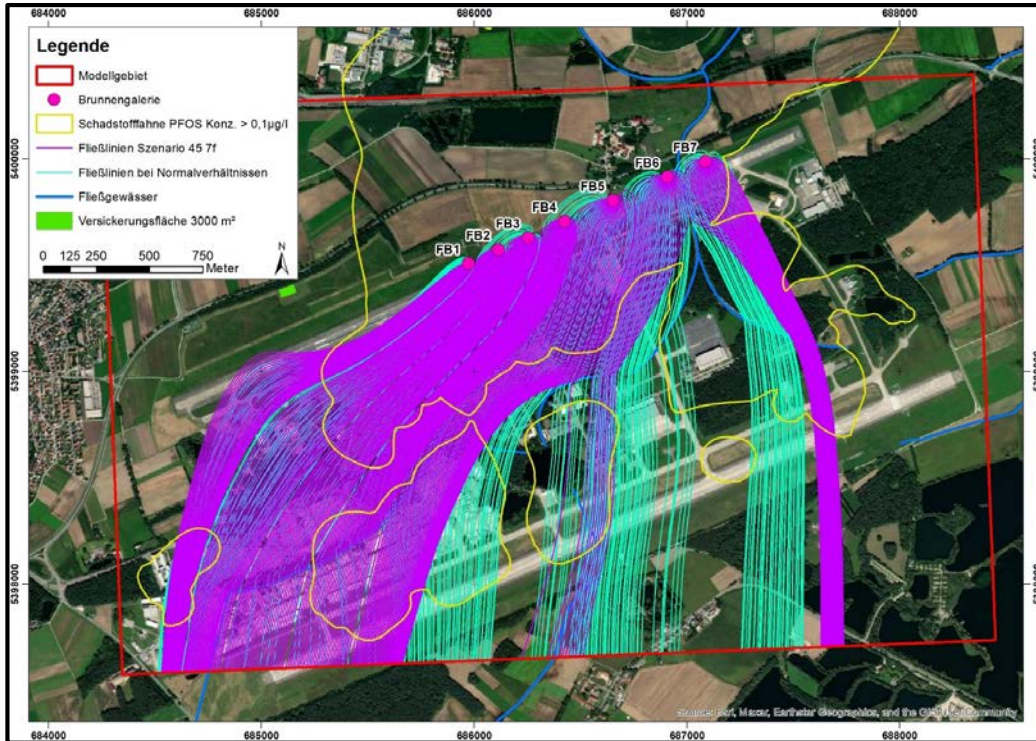 684000 685000 686000 687000 688000
Legende
Modellgebiet
Brunnengalerie
Schadstofffahne PFOS Konz. > 0,1µg/l
Fließlinien Szenario 45 7f
Fließlinien bei Normalverhältnissen
Fließgewässer
Versickerungsfläche 3000 m²
0 125 250 500 750
Meter
N
5400000
5399000 5399000
5398000
FB7
FB6
FB5
FB4
FB3
FB2
FB1
Source: Esri, Maxar, Earthstar Geographics, and the GIS User Community
684000 685000 686000 687000 688000